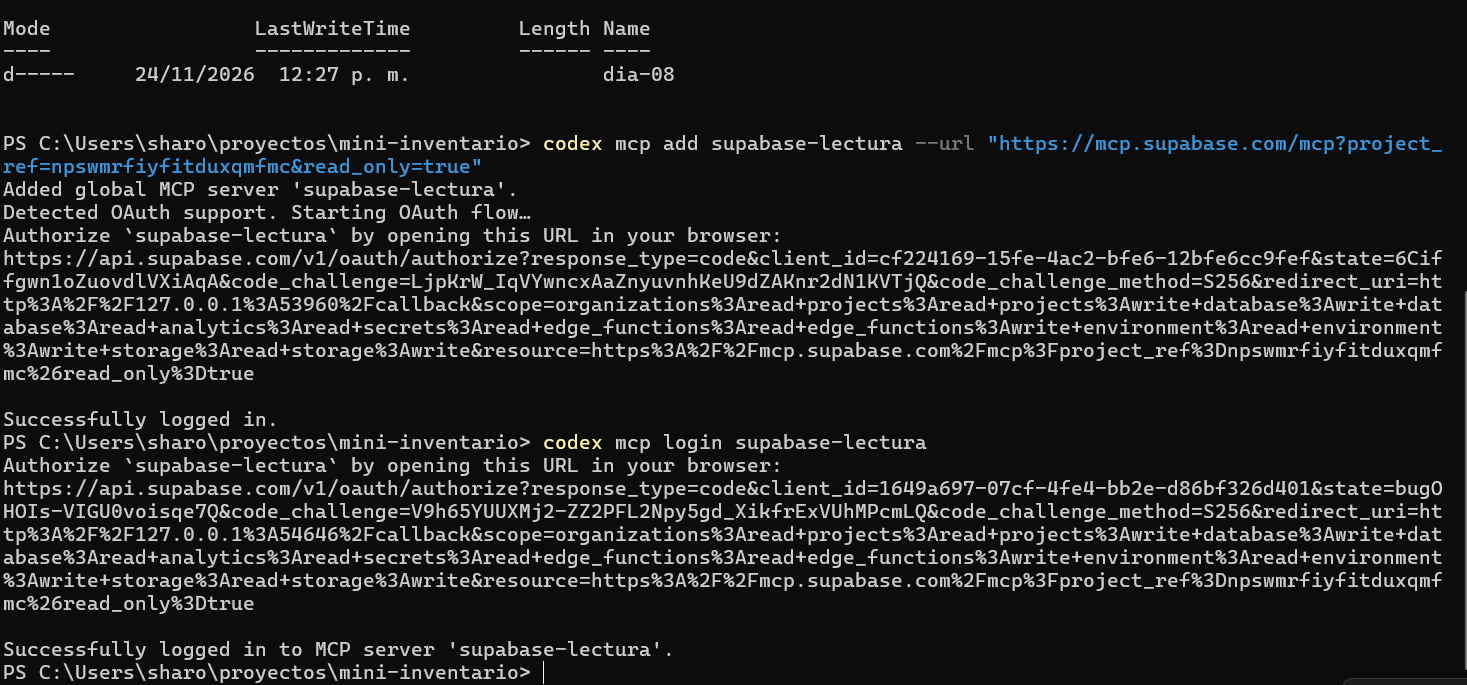 Mode                 LastWriteTime         Length Name
----                 -------------         ------ ----
d-----     24/11/2026  12:27 p. m.                dia-08
PS C:\Users\sharo\proyectos\mini-inventario> codex mcp add supabase-lectura --url "https://mcp.supabase.com/mcp?project_
ref=npswmrfiyfitduxqmfmc&read_only=true"
Added global MCP server 'supabase-lectura'.
Detected OAuth support. Starting OAuth flow…
Authorize `supabase-lectura` by opening this URL in your browser:
https://api.supabase.com/v1/oauth/authorize?response_type=code&client_id=cf224169-15fe-4ac2-bfe6-12bfe6cc9fef&state=6Cif
fgwn1oZuovdlVXiAqA&code_challenge=LjpKrW_IqVYwncxAaZnyuvnhKeU9dZAKnr2dN1KVTjQ&code_challenge_method=S256&redirect_uri=ht
tp%3A%2F%2F127.0.0.1%3A53960%2Fcallback&scope=organizations%3Aread+projects%3Aread+projects%3Awrite+database%3Awrite+dat
abase%3Aread+analytics%3Aread+secrets%3Aread+edge_functions%3Aread+edge_functions%3Awrite+environment%3Aread+environment
%3Awrite+storage%3Aread+storage%3Awrite&resource=https%3A%2F%2Fmcp.supabase.com%2Fmcp%3Fproject_ref%3Dnpswmrfiyfitduxqmf
mc%26read_only%3Dtrue
Successfully logged in.
PS C:\Users\sharo\proyectos\mini-inventario> codex mcp login supabase-lectura
Authorize `supabase-lectura` by opening this URL in your browser:
https://api.supabase.com/v1/oauth/authorize?response_type=code&client_id=1649a697-07cf-4fe4-bb2e-d86bf326d401&state=bugO
HOIs-VIGU0voisqe7Q&code_challenge=V9h65YUUXMj2-ZZ2PFL2Npy5gd_XikfrExVUhMPcmLQ&code_challenge_method=S256&redirect_uri=ht
tp%3A%2F%2F127.0.0.1%3A54646%2Fcallback&scope=organizations%3Aread+projects%3Aread+projects%3Awrite+database%3Awrite+dat
abase%3Aread+analytics%3Aread+secrets%3Aread+edge_functions%3Aread+edge_functions%3Awrite+environment%3Aread+environment
%3Awrite+storage%3Aread+storage%3Awrite&resource=https%3A%2F%2Fmcp.supabase.com%2Fmcp%3Fproject_ref%3Dnpswmrfiyfitduxqmf
mc%26read_only%3Dtrue
Successfully logged in to MCP server 'supabase-lectura'.
PS C:\Users\sharo\proyectos\mini-inventario>